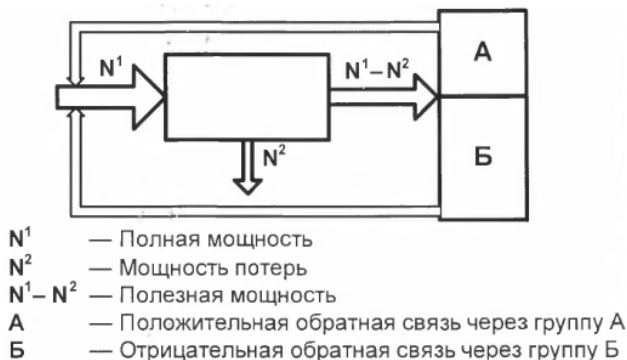 A
N¹
N¹–N²
N²
Б
N¹ — Полная мощность
N² — Мощность потерь
N¹– N² — Полезная мощность
А — Положительная обратная связь через группу А
Б — Отрицательная обратная связь через группу Б